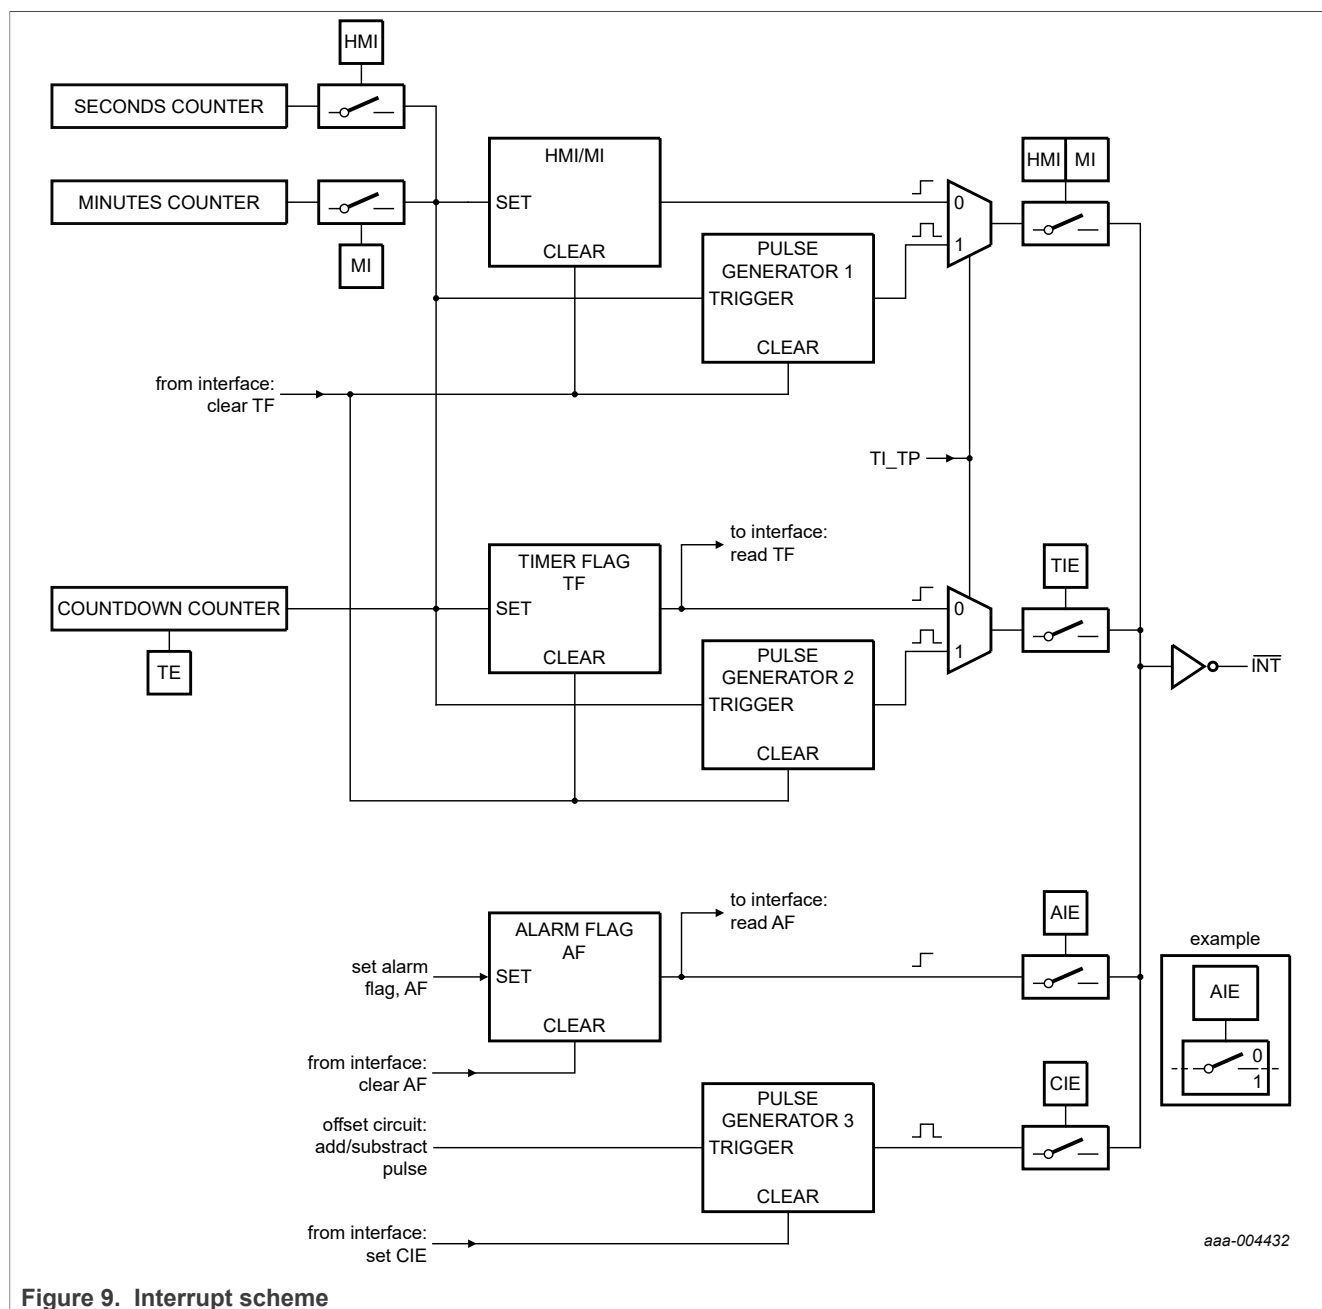 HMI
SECONDS COUNTER
MINUTES COUNTER
MI
HMI/MI
SET
CLEAR
PULSE
GENERATOR 1
TRIGGER
CLEAR
0
1
HMI MI
from interface:
clear TF
TI_TP
to interface:
read TF
TIMER FLAG
TF
SET
CLEAR
COUNTDOWN COUNTER
TE
PULSE
GENERATOR 2
TRIGGER
CLEAR
0
1
TIE
INT
to interface:
read AF
ALARM FLAG
AF
SET
CLEAR
set alarm
flag, AF
from interface:
clear AF
AIE
example
AIE
0
1
offset circuit:
add/substract
pulse
PULSE
GENERATOR 3
TRIGGER
CLEAR
CIE
from interface:
set CIE
aaa-004432
Figure 9. Interrupt scheme